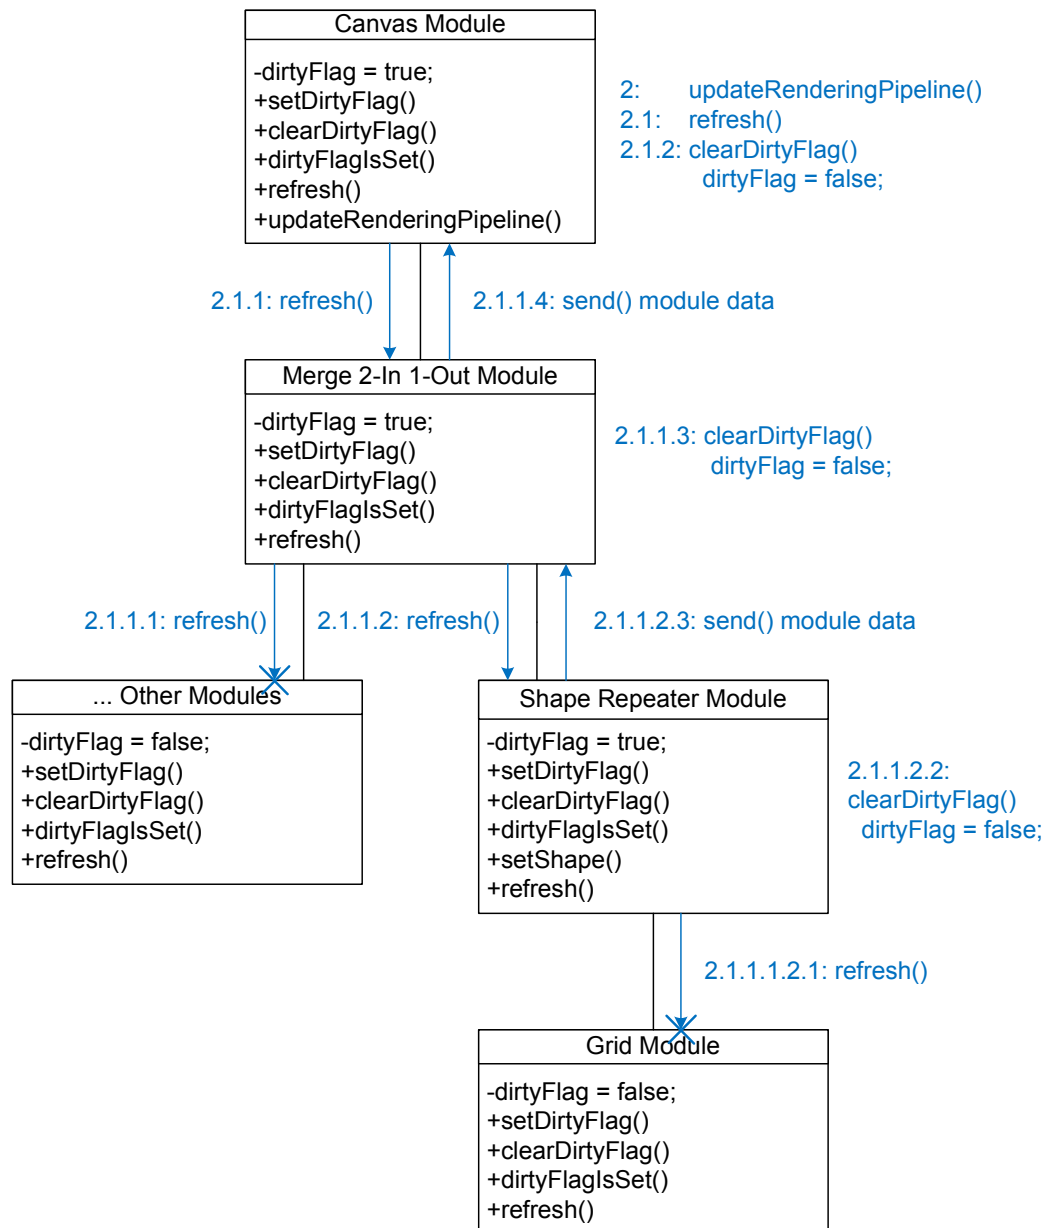 Canvas Module
-dirtyFlag = true;
+setDirtyFlag()
+clearDirtyFlag()
+dirtyFlagIsSet()
+refresh()
+updateRenderingPipeline()
2: updateRenderingPipeline()
2.1: refresh()
2.1.2: clearDirtyFlag()
dirtyFlag = false;
2.1.1: refresh()
2.1.1.4: send() module data
Merge 2-In 1-Out Module
-dirtyFlag = true;
+setDirtyFlag()
+clearDirtyFlag()
+dirtyFlagIsSet()
+refresh()
2.1.1.3: clearDirtyFlag()
dirtyFlag = false;
2.1.1.1: refresh()
2.1.1.2: refresh()
2.1.1.2.3: send() module data
... Other Modules
-dirtyFlag = false;
+setDirtyFlag()
+clearDirtyFlag()
+dirtyFlagIsSet()
+refresh()
Shape Repeater Module
-dirtyFlag = true;
+setDirtyFlag()
+clearDirtyFlag()
+dirtyFlagIsSet()
+setShape()
+refresh()
2.1.1.2.2:
clearDirtyFlag()
dirtyFlag = false;
2.1.1.1.2.1: refresh()
Grid Module
-dirtyFlag = false;
+setDirtyFlag()
+clearDirtyFlag()
+dirtyFlagIsSet()
+refresh()